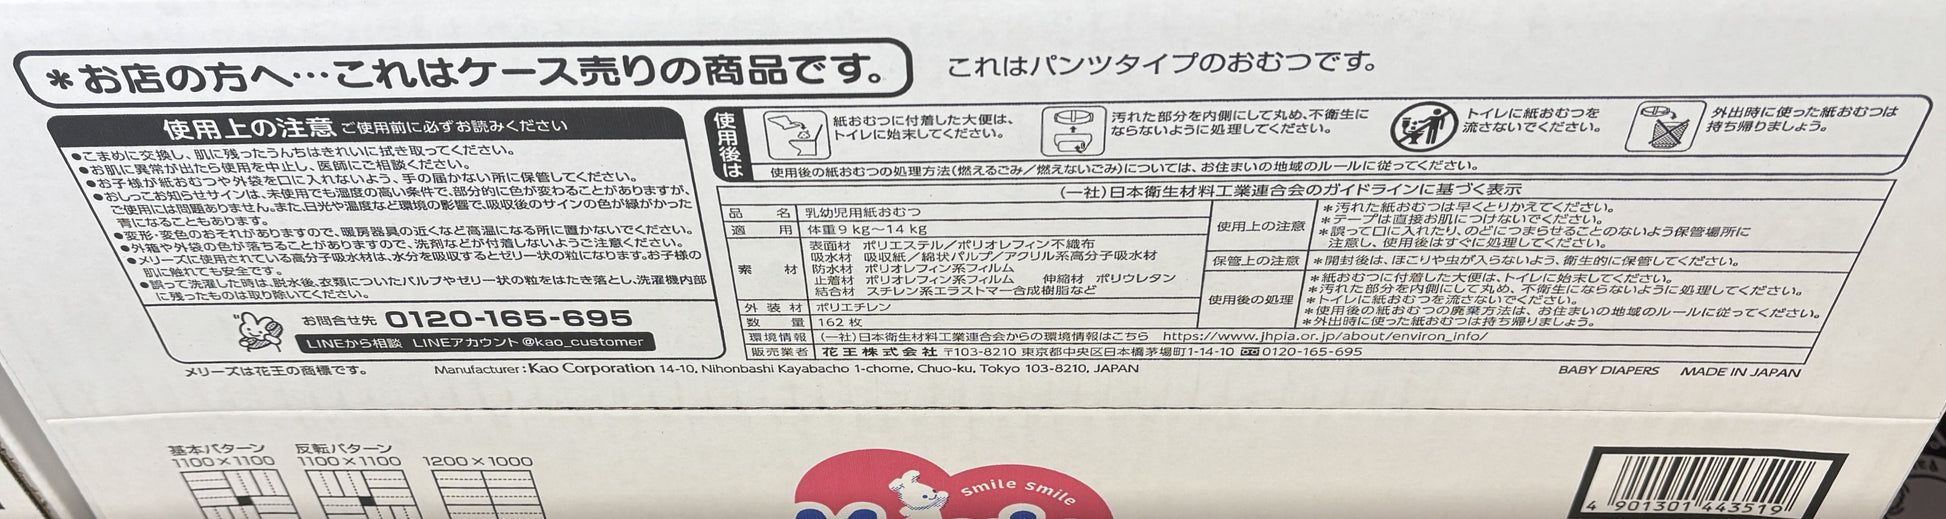 *お店の方へ…これはケース売りの商品です。
これはパンツタイプのおむつです。
使用上の注意 ご使用前に必ずお読みください
●こまめに交換し、肌に残ったうんちはきれいに拭き取ってください。
●お肌に異常が出たら使用を中止し、医師にご相談ください。
●お子様が紙おむつや外袋を口に入れないよう、手の届かない所に保管してください。
●おしっこお知らせサインは、未使用でも湿度の高い条件で、部分的に色が変わることがありますが、
ご使用には問題ありません。また、日光や温度など環境の影響で、吸収後のサインの色が緑がかった
青になることもあります。
●変形・変色のおそれがありますので、暖房器具の近くなど高温になる所に置かないでください。
●外箱や外袋の色が落ちることがありますので、洗剤などが付着しないようご注意ください。
●メリーズに使用されている高分子吸水材は、水分を吸収するとゼリー状の粒になります。お子様の
肌に触れても安全です。
●誤って洗濯した時は、脱水後、衣類についたパルプやゼリー状の粒をはたき落とし、洗濯機内部
に残ったものは取り除いてください。
お問合せ先 0120-165-695
LINEから相談 LINEアカウント @kao_customer
メリーズは花王の商標です。
使用後は
紙おむつに付着した大便は、
トイレに始末してください。
汚れた部分を内側にして丸め、不衛生に
ならないように処理してください。
トイレに紙おむつを
流さないでください。
外出時に使った紙おむつは
持ち帰りましょう。
使用後の紙おむつの処理方法(燃えるごみ/燃えないごみ)については、お住まいの地域のルールに従ってください。
(一社)日本衛生材料工業連合会のガイドラインに基づく表示
品名 乳幼児用紙おむつ
適用 体重9kg〜14kg
素材
表面材 ポリエステル/ポリオレフィン不織布
吸水材 吸収紙/綿状パルプ/アクリル系高分子吸水材
防水材 ポリオレフィン系フィルム
止着材 ポリオレフィン系フィルム 伸縮材 ポリウレタン
結合材 スチレン系エラストマー合成樹脂など
外装材 ポリエチレン
数量 162枚
使用上の注意
*汚れた紙おむつは早くとりかえてください。
*テープは直接お肌につけないでください。
*誤って口に入れたり、のどにつまらせることのないよう保管場所に
注意し、使用後はすぐに処理してください。
保管上の注意 *開封後は、ほこりや虫が入らないよう、衛生的に保管してください。
使用後の処理
*紙おむつに付着した大便は、トイレに始末してください。
*汚れた部分を内側にして丸め、不衛生にならないように処理してください。
*トイレに紙おむつを流さないでください。
*使用後の紙おむつの廃棄方法は、お住まいの地域のルールに従ってください。
*外出時に使った紙おむつは持ち帰りましょう。
環境情報 (一社)日本衛生材料工業連合会からの環境情報はこちら https://www.jhpia.or.jp/about/environ_info/
販売業者 花王株式会社 〒103-8210 東京都中央区日本橋茅場町1-14-10 0120-165-695
Manufacturer: Kao Corporation 14-10, Nihonbashi Kayabacho 1-chome, Chuo-ku, Tokyo 103-8210, JAPAN
BABY DIAPERS MADE IN JAPAN
基本パターン
1100×1100
反転パターン
1100×1100
1200×1000
smile smile
4 901301 443519